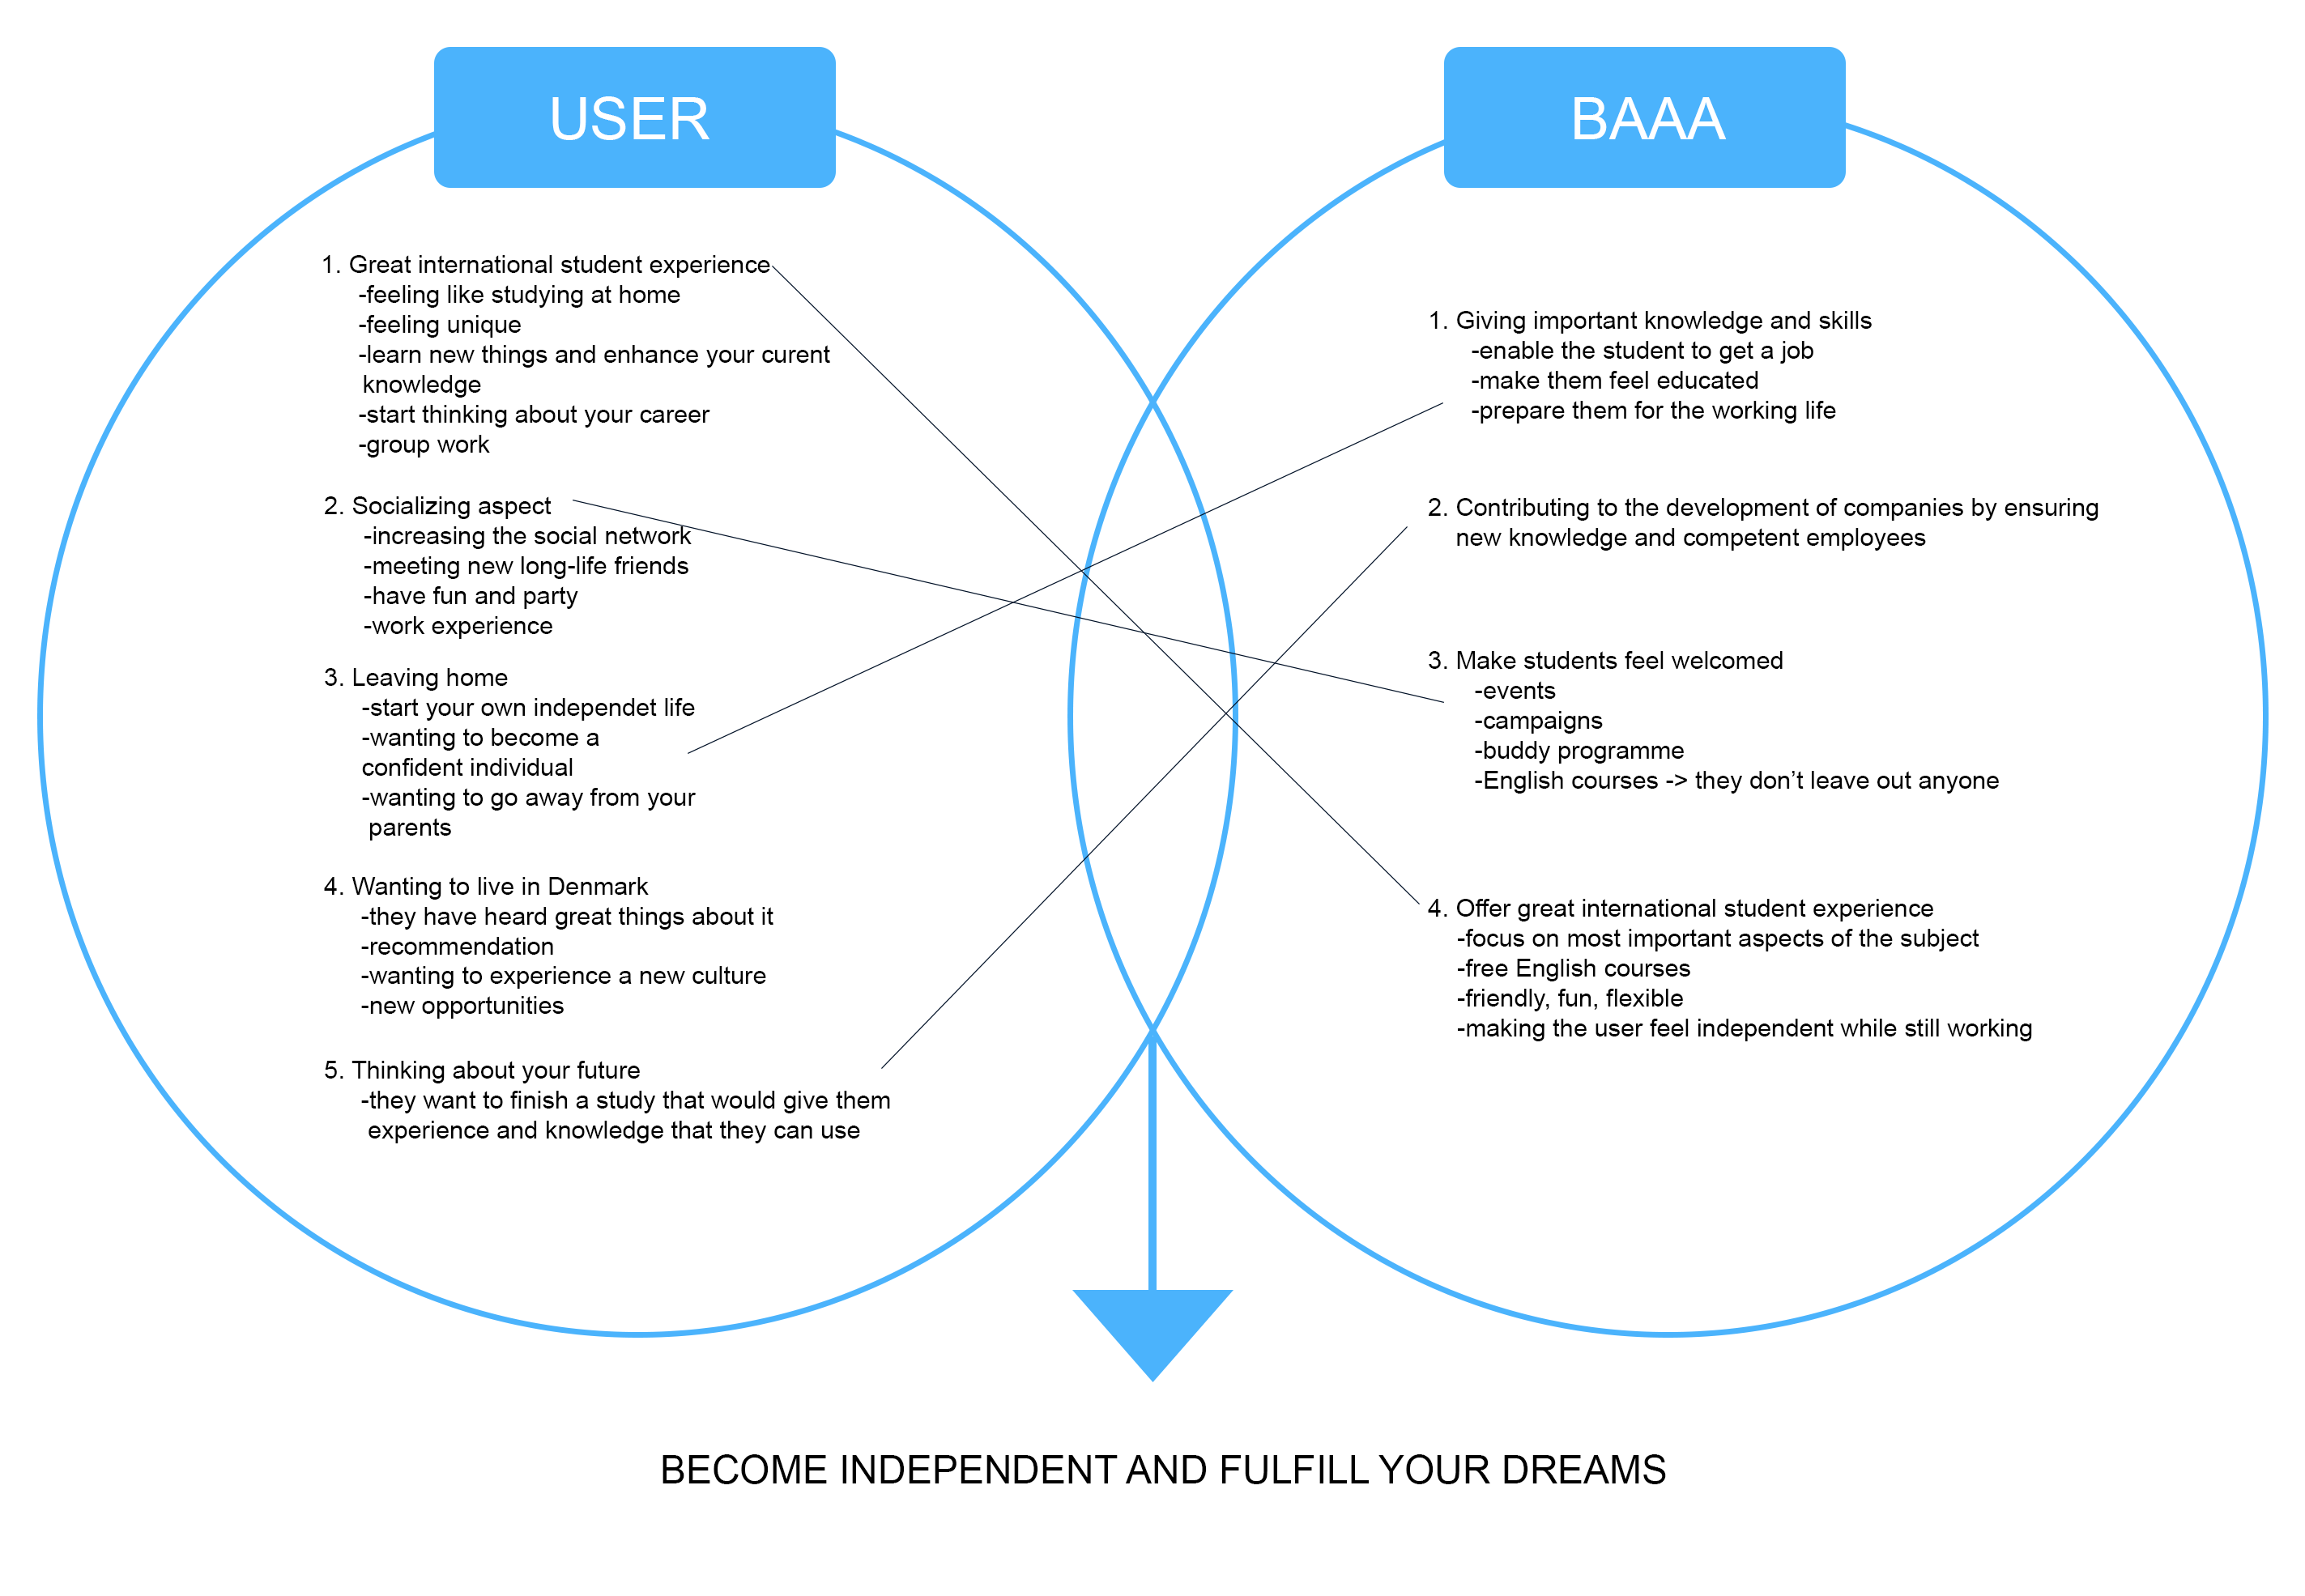 USER
1. Great international student experience
-feeling like studying at home
-feeling unique
-learn new things and enhance your curent
knowledge
-start thinking about your career
-group work
2. Socializing aspect
-increasing the social network
-meeting new long-life friends
-have fun and party
-work experience
3. Leaving home
-start your own independet life
-wanting to become a
confident individual
-wanting to go away from your
parents
4. Wanting to live in Denmark
-they have heard great things about it
-recommendation
-wanting to experience a new culture
-new opportunities
5. Thinking about your future
-they want to finish a study that would give them
experience and knowledge that they can use
BAAA
1. Giving important knowledge and skills
-enable the student to get a job
-make them feel educated
-prepare them for the working life
2. Contributing to the development of companies by ensuring
new knowledge and competent employees
3. Make students feel welcomed
-events
-campaigns
-buddy programme
-English courses -> they don’t leave out anyone
4. Offer great international student experience
-focus on most important aspects of the subject
-free English courses
-friendly, fun, flexible
-making the user feel independent while still working
BECOME INDEPENDENT AND FULFILL YOUR DREAMS